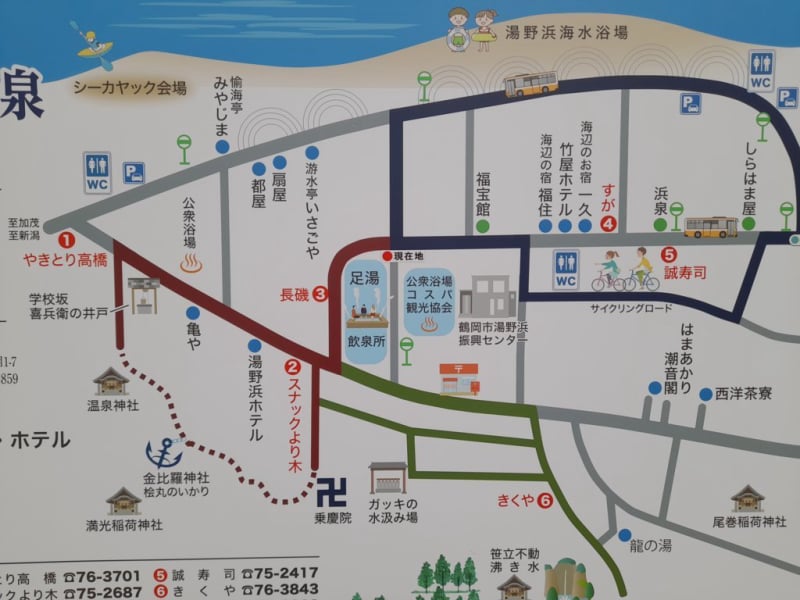 湯野浜海水浴場
シーカヤック会場
泉
愉海亭
みやじま
WC
P
P
P
WC
至加茂
至新潟
1
やきとり高橋
公衆浴場
都屋
扇屋
游水亭いさごや
福宝館
海辺の宿 福住
竹屋ホテル
海辺のお宿 一久
すが 4
浜泉
しらはま屋
現在地
足湯
飲泉所
公衆浴場
コスパ
観光協会
鶴岡市湯野浜
振興センター
WC
サイクリングロード
5
誠寿司
長磯 3
学校坂
喜兵衛の井戸
亀や
湯野浜ホテル
2
スナックより木
はまあかり
潮音閣
西洋茶寮
温泉神社
金比羅神社
桧丸のいかり
満光稲荷神社
卍
乗慶院
ガッキの
水汲み場
きくや 6
龍の湯
尾巻稲荷神社
笹立不動
沸き水
31-7
859
・ホテル
とり高橋 ☎76-3701 5 誠寿司 ☎75-2417
ックより木 ☎75-2687 6 きくや ☎76-3843